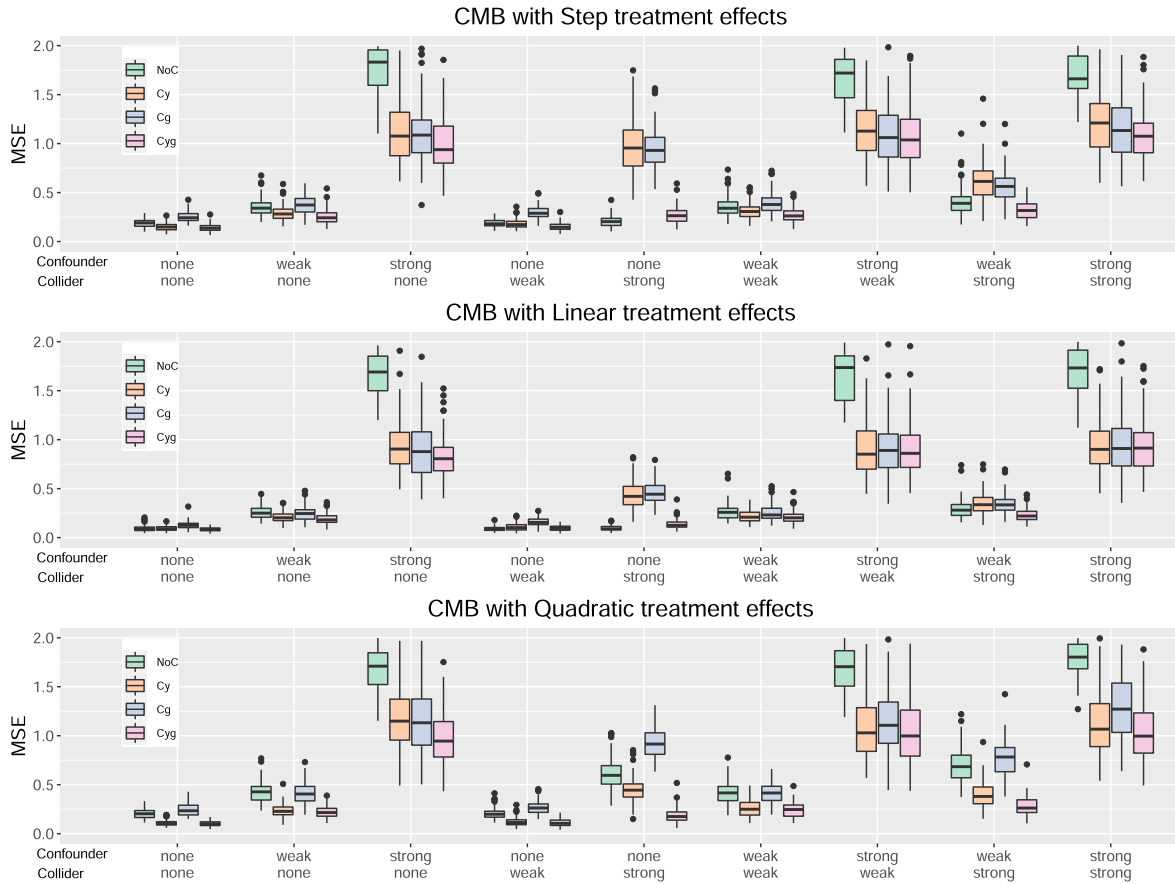 CMB with Step treatment effects
MSE
2.0
1.5
1.0
0.5
0.0
NoC
Cy
Cg
Cyg
Confounder none weak strong none none weak strong weak strong
Collider none none none weak strong weak weak strong strong
CMB with Linear treatment effects
MSE
2.0
1.5
1.0
0.5
0.0
NoC
Cy
Cg
Cyg
Confounder none weak strong none none weak strong weak strong
Collider none none none weak strong weak weak strong strong
CMB with Quadratic treatment effects
MSE
2.0
1.5
1.0
0.5
0.0
NoC
Cy
Cg
Cyg
Confounder none weak strong none none weak strong weak strong
Collider none none none weak strong weak weak strong strong